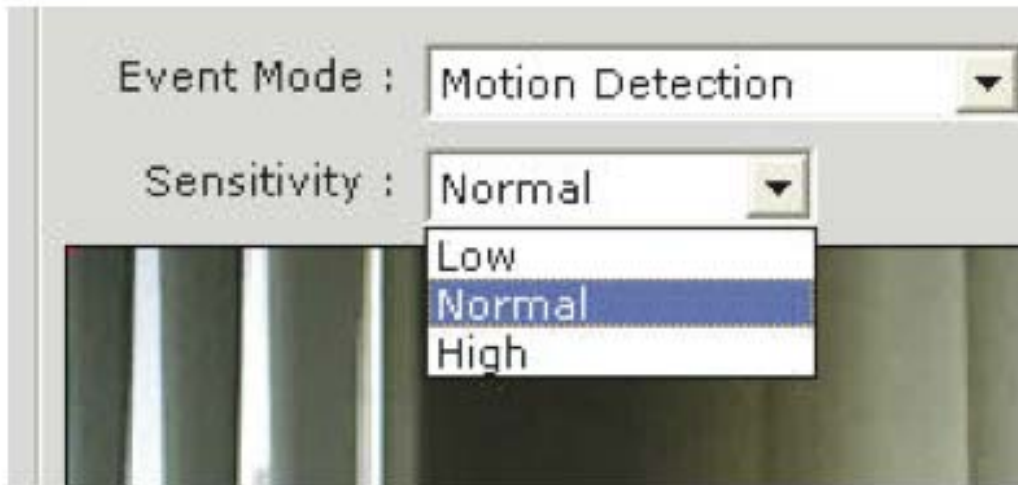 Event Mode : Motion Detection
Sensitivity : Normal
Low
Normal
High